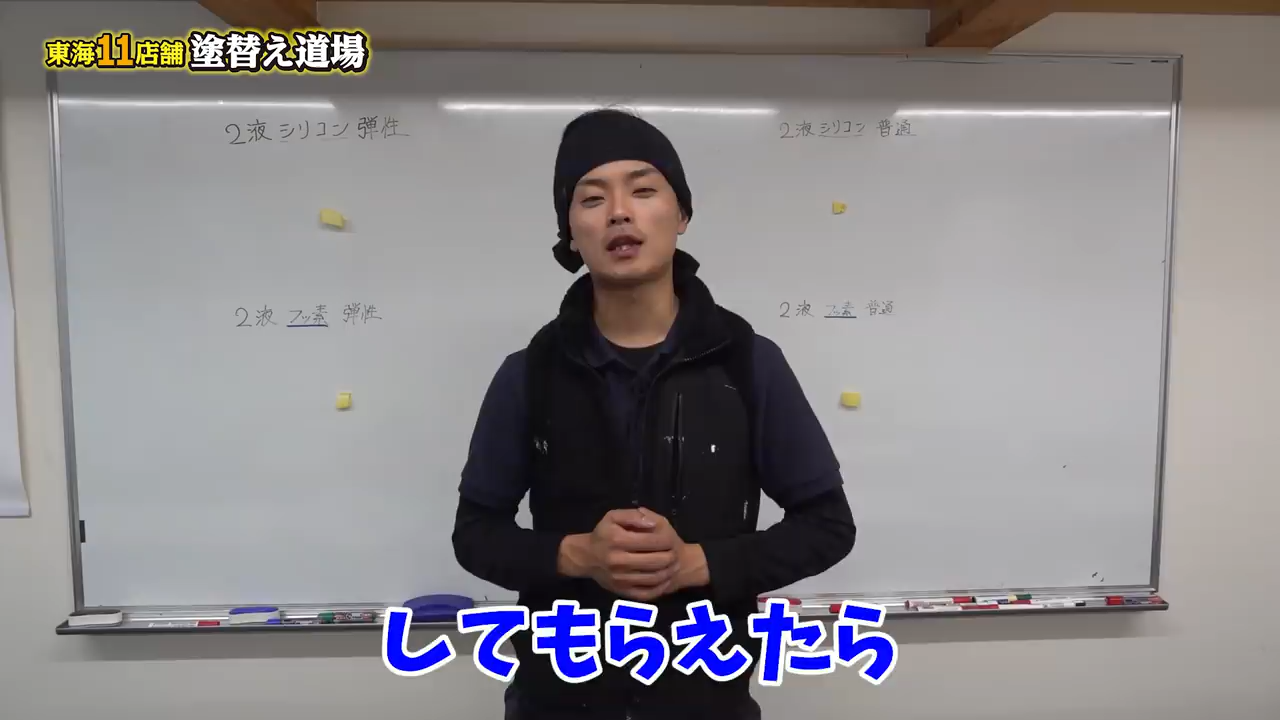 東海11店舗 塗替え道場
2液 シリコン 弾性
2液 シリコン 普通
2液 フッ素 弾性
2液 フッ素 普通
してもらえたら